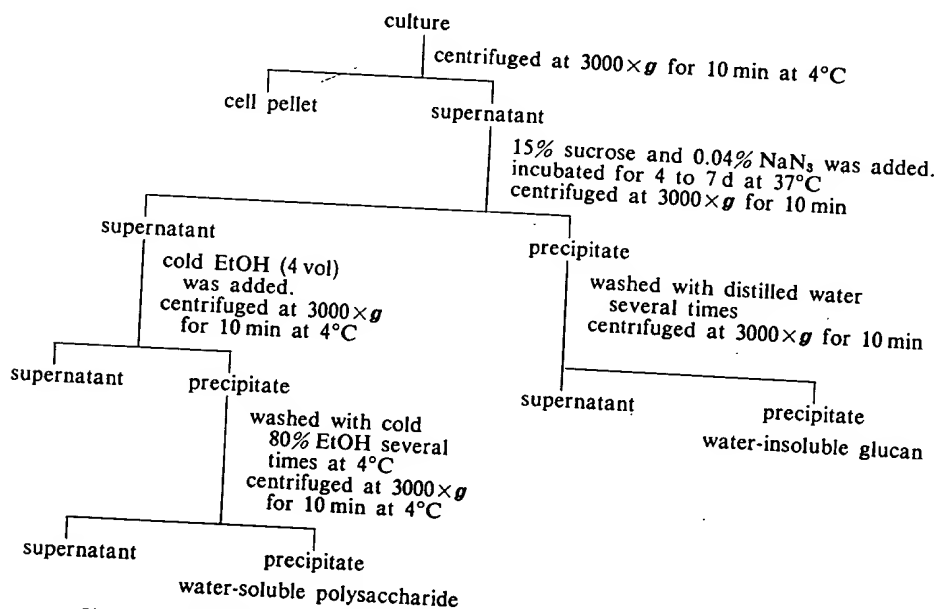 culture
centrifuged at 3000×g for 10 min at 4°C
cell pellet
supernatant
15% sucrose and 0.04% NaN₃ was added.
incubated for 4 to 7 d at 37°C
centrifuged at 3000×g for 10 min
supernatant
precipitate
cold EtOH (4 vol)
was added.
centrifuged at 3000×g
for 10 min at 4°C
washed with distilled water
several times
centrifuged at 3000×g for 10 min
supernatant
precipitate
supernatant
precipitate
water-insoluble glucan
washed with cold
80% EtOH several
times at 4°C
centrifuged at 3000×g
for 10 min at 4°C
supernatant
precipitate
water-soluble polysaccharide